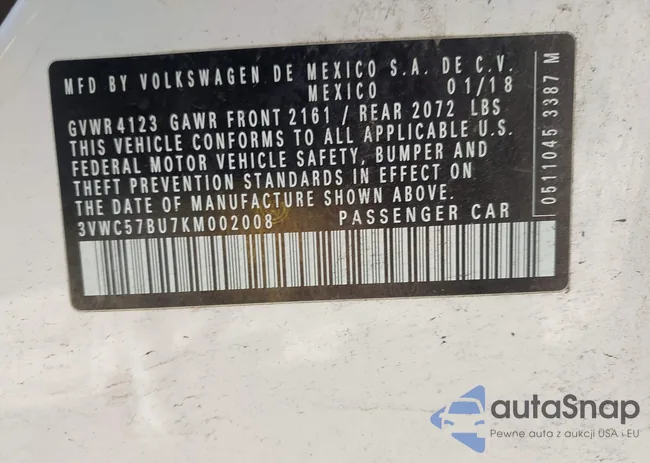 MFD BY VOLKSWAGEN DE MEXICO S.A. DE C.V.
MEXICO 01/18
GVWR 4123 GAWR FRONT 2161 / REAR 2072 LBS
THIS VEHICLE CONFORMS TO ALL APPLICABLE U.S.
FEDERAL MOTOR VEHICLE SAFETY, BUMPER AND
THEFT PREVENTION STANDARDS IN EFFECT ON
THE DATE OF MANUFACTURE SHOWN ABOVE.
3VWC57BU7KM002008 PASSENGER CAR
0511045 3387 M
autaSnap
Pewne auta z aukcji USA i EU